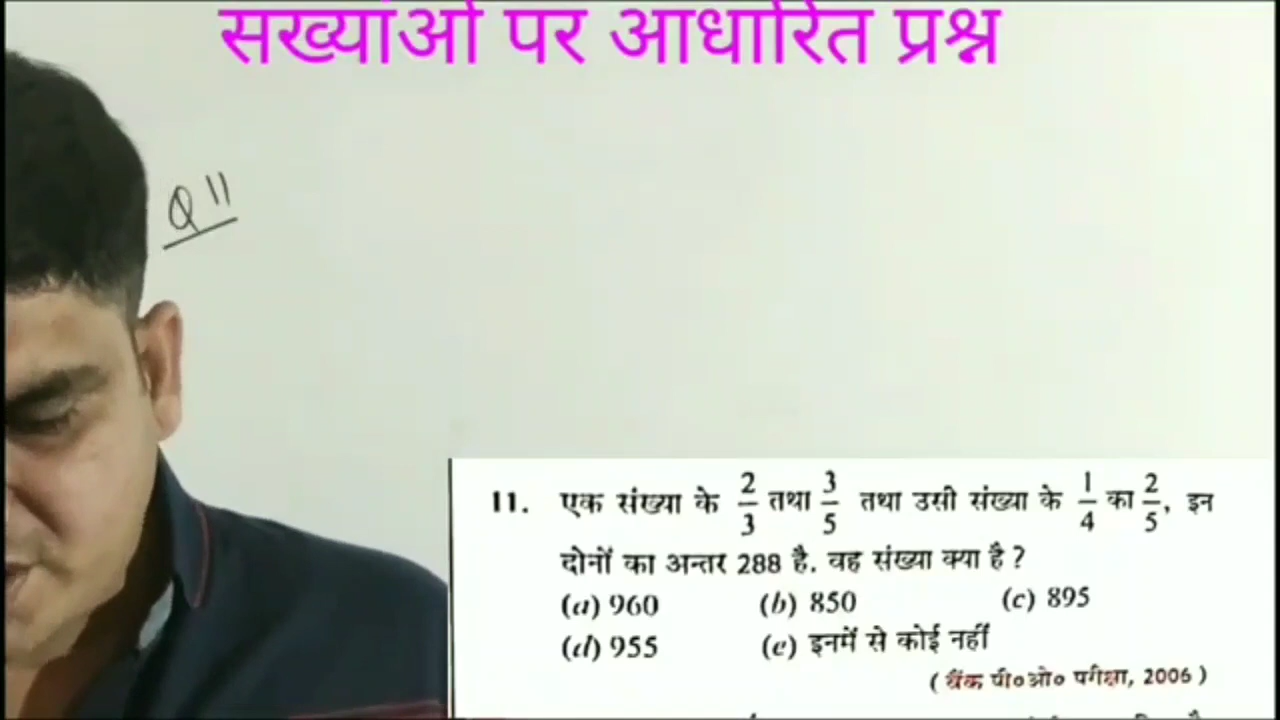 सख्याओ पर आधारित प्रश्न
Q 11
11. एक संख्या के 2/3 तथा 3/5 तथा उसी संख्या के 1/4 का 2/5, इन
दोनों का अन्तर 288 है. वह संख्या क्या है ?
(a) 960 (b) 850 (c) 895
(d) 955 (e) इनमें से कोई नहीं
( बैंक पी०ओ० परीक्षा, 2006 )